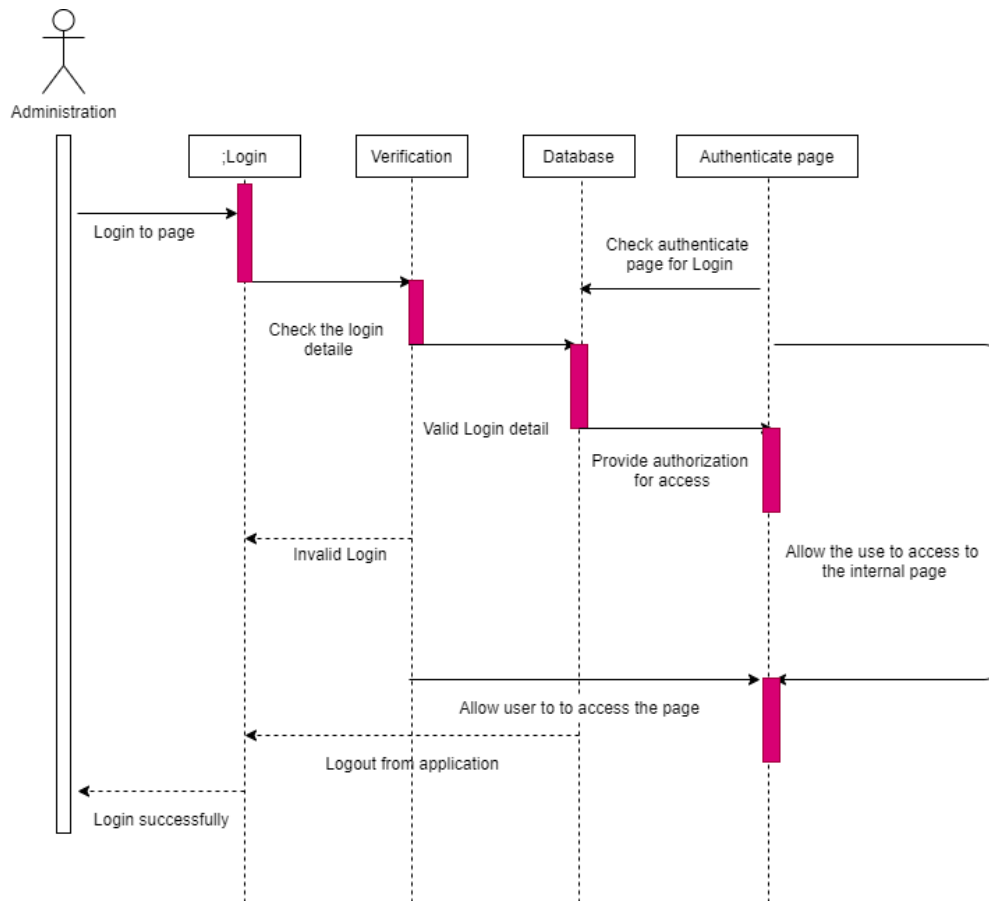 Administration
;Login
Verification
Database
Authenticate page
Login to page
Check authenticate
page for Login
Check the login
detaile
Valid Login detail
Provide authorization
for access
Invalid Login
Allow the use to access to
the internal page
Allow user to to access the page
Logout from application
Login successfully